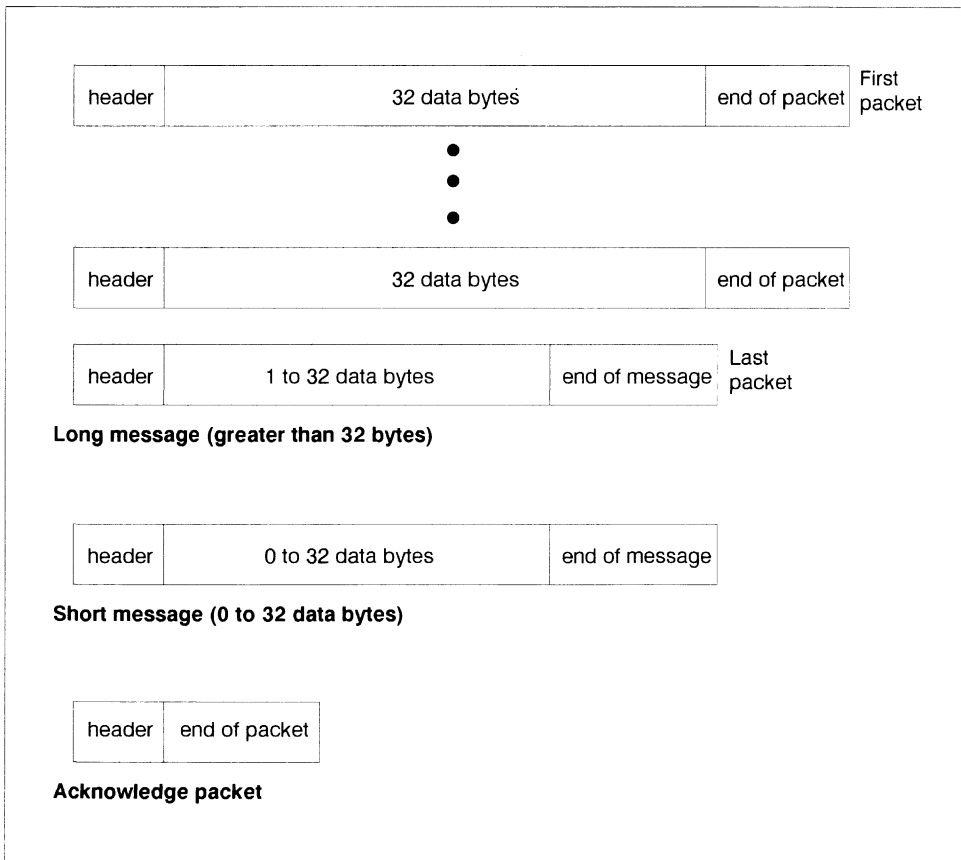 header 32 data bytes end of packet First packet
header 32 data bytes end of packet
header 1 to 32 data bytes end of message Last packet
Long message (greater than 32 bytes)
header 0 to 32 data bytes end of message
Short message (0 to 32 data bytes)
header end of packet
Acknowledge packet